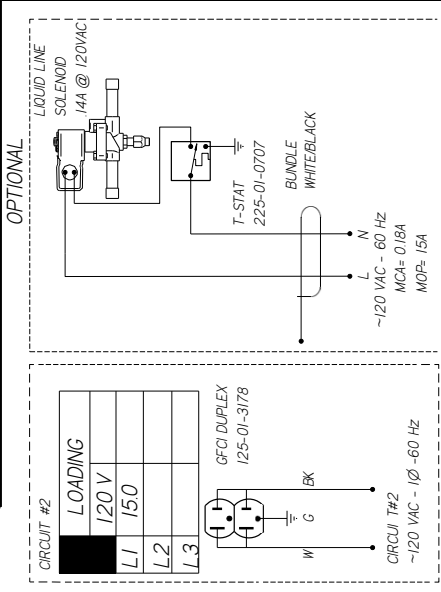 OPTIONAL
LIQUID LINE
SOLENOID
14A @ 120VAC
T-STAT
225-01-0707
BUNDLE
WHITE/BLACK
L
N
~120 VAC - 60 Hz
MCA= 0.18A
MOP= 15A
CIRCUIT #2
LOADING
120 V
L1 15.0
L2
L3
GFCI DUPLEX
125-01-3178
W G BK
CIRCUI T#2
~120 VAC - 1Ø -60 Hz